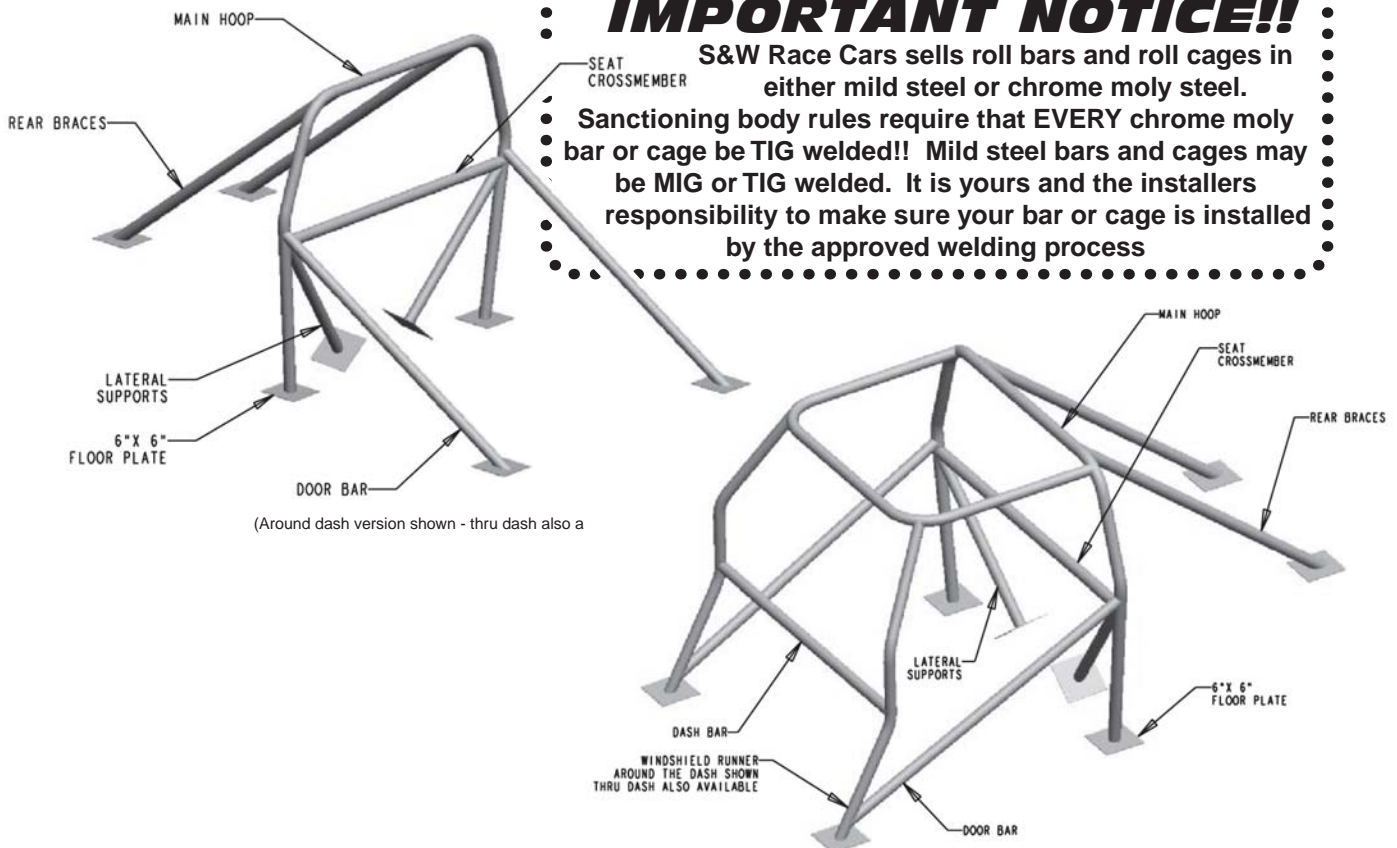 IMPORTANT NOTICE!!
S&W Race Cars sells roll bars and roll cages in
either mild steel or chrome moly steel.
Sanctioning body rules require that EVERY chrome moly
bar or cage be TIG welded!! Mild steel bars and cages may
be MIG or TIG welded. It is yours and the installers
responsibility to make sure your bar or cage is installed
by the approved welding process
MAIN HOOP
SEAT
CROSSMEMBER
REAR BRACES
LATERAL
SUPPORTS
6"X 6"
FLOOR PLATE
DOOR BAR
(Around dash version shown - thru dash also a
MAIN HOOP
SEAT
CROSSMEMBER
REAR BRACES
LATERAL
SUPPORTS
6"X 6"
FLOOR PLATE
DASH BAR
WINDSHIELD RUNNER
AROUND THE DASH SHOWN
THRU DASH ALSO AVAILABLE
DOOR BAR